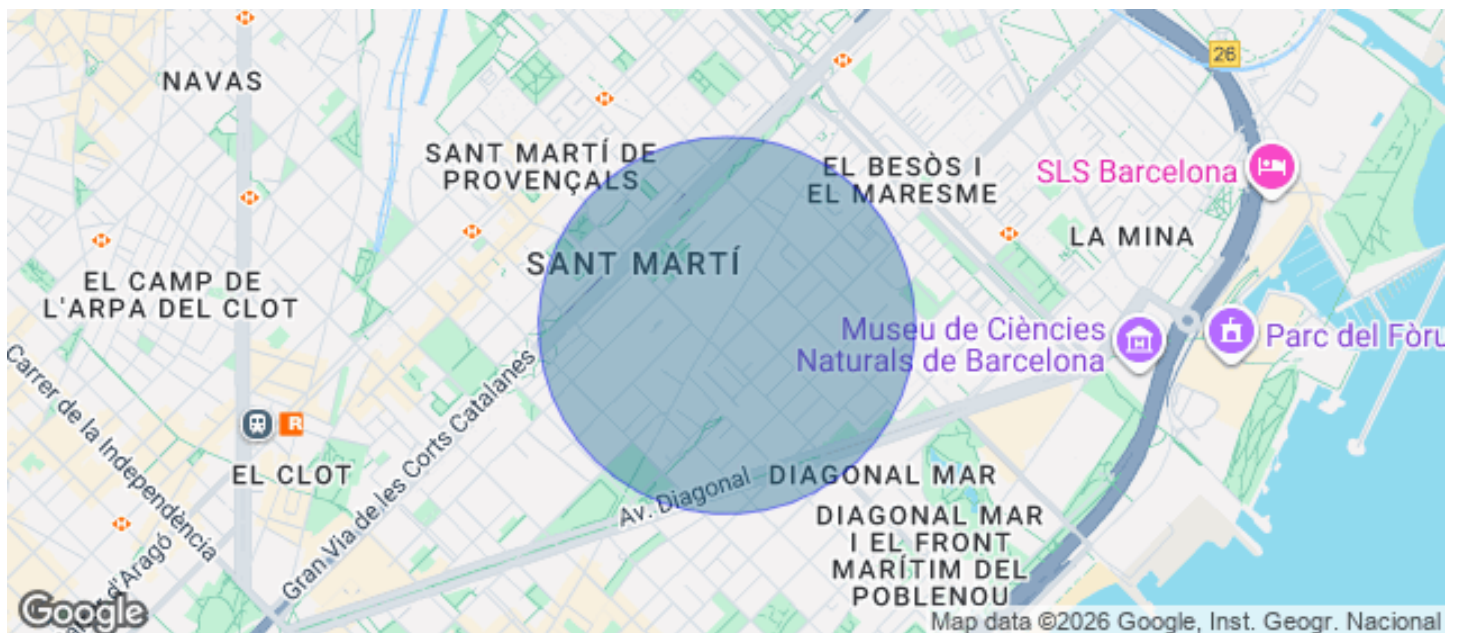 NAVAS
26
SANT MARTÍ DE
PROVENÇALS
EL BESÒS I
EL MARESME
SLS Barcelona
LA MINA
SANT MARTÍ
EL CAMP DE
L'ARPA DEL CLOT
Museu de Ciències
Naturals de Barcelona
Parc del Fòru
Carrer de la Independència
Gran Via de les Corts Catalanes
R
EL CLOT
Av. Diagonal
DIAGONAL MAR
DIAGONAL MAR
I EL FRONT
MARÍTIM DEL
POBLENOU
d'Aragó
Google
Map data ©2026 Google, Inst. Geogr. Nacional